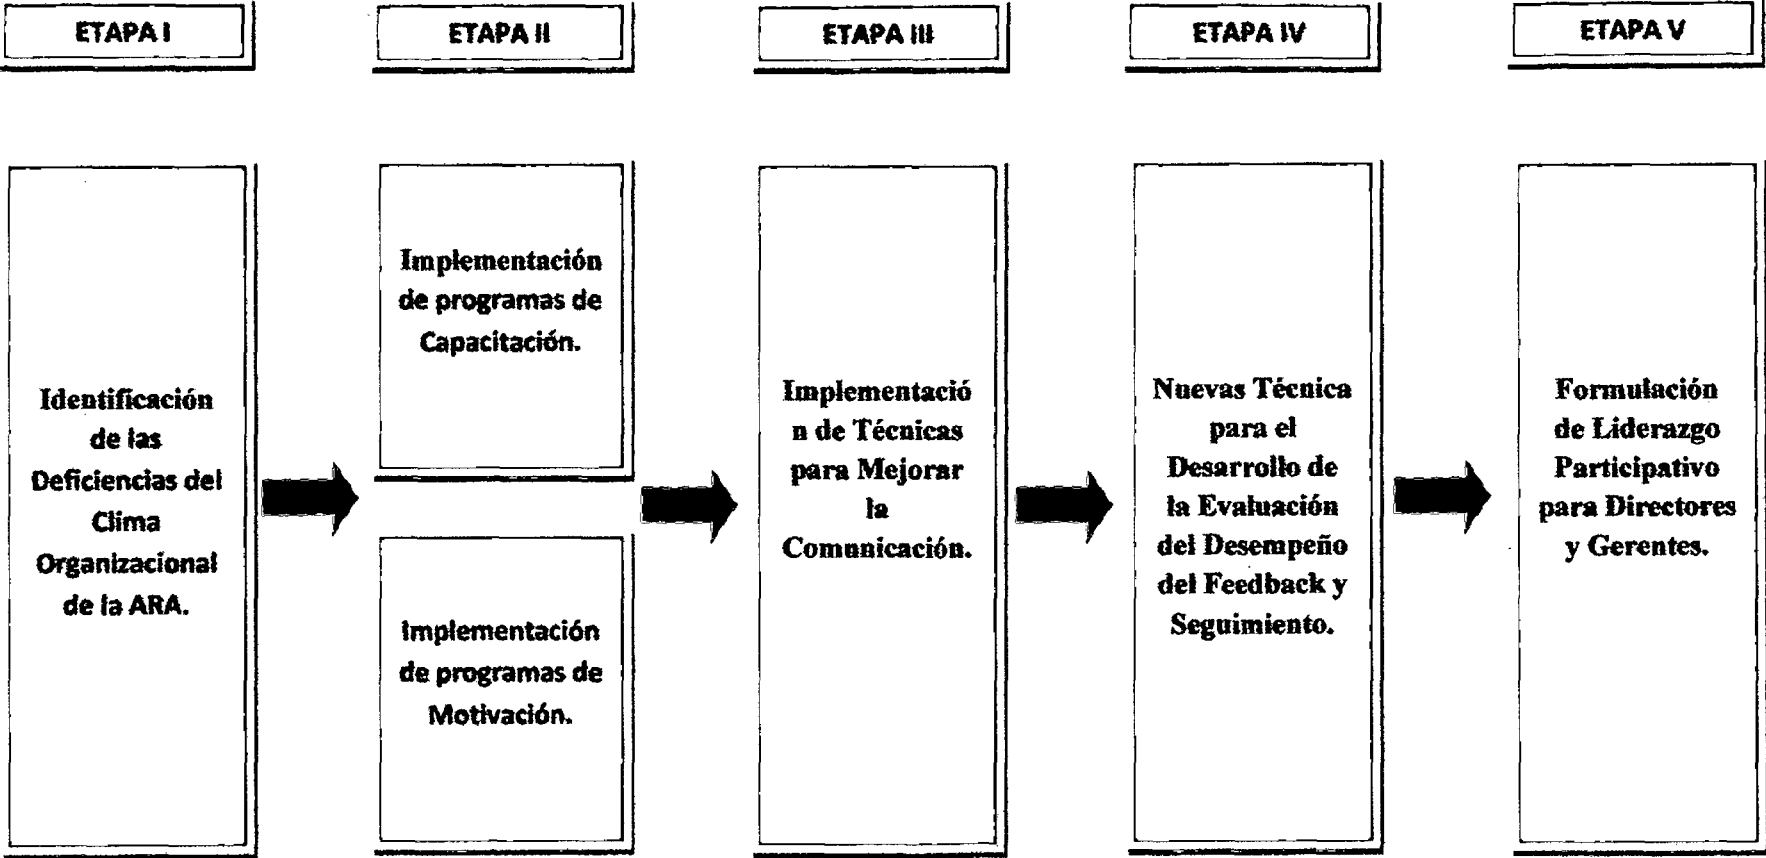 ETAPA I
ETAPA II
ETAPA III
ETAPA IV
ETAPA V
Identificación
de las
Deficiencias del
Clima
Organizacional
de la ARA.
Implementación
de programas de
Capacitación.
Implementación
de programas de
Motivación.
Implementació
n de Técnicas
para Mejorar
la
Comunicación.
Nuevas Técnica
para el
Desarrollo de
la Evaluación
del Desempeño
del Feedback y
Seguimiento.
Formulación
de Liderazgo
Participativo
para Directores
y Gerentes.